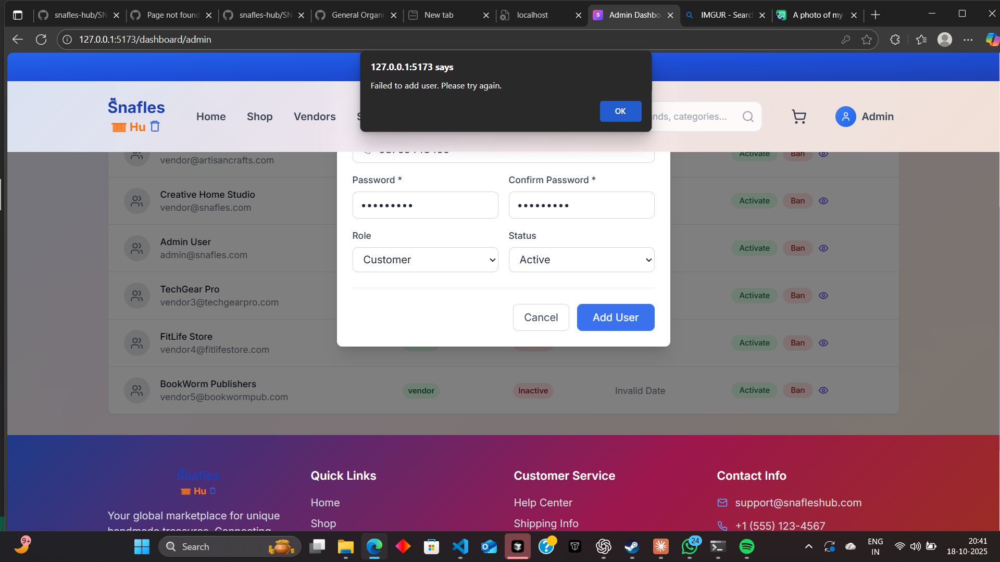 snafles-hub/SN
Page not found
snafles-hub/SN
General Organi
New tab
localhost
Admin Dashbo
IMGUR - Search
A photo of my
127.0.0.1:5173/dashboard/admin
127.0.0.1:5173 says
Failed to add user. Please try again.
OK
Snafles
Hu
Home
Shop
Vendors
S
nds, categories...
Admin
vendor@artisancrafts.com
Activate
Ban
Password *
Confirm Password *
•••••••••
•••••••••
Creative Home Studio
vendor@snafles.com
Activate
Ban
Role
Status
Customer
Active
Admin User
admin@snafles.com
Activate
Ban
TechGear Pro
vendor3@techgearpro.com
Activate
Ban
Cancel
Add User
FitLife Store
vendor4@fitlifestore.com
Activate
Ban
BookWorm Publishers
vendor5@bookwormpub.com
vendor
Inactive
Invalid Date
Activate
Ban
Snafles
Hu
Your global marketplace for unique
handmade treasures. Connecting
Quick Links
Home
Shop
Customer Service
Help Center
Shipping Info
Contact Info
support@snafleshub.com
+1 (555) 123-4567
9+
Search
24
ENG
IN
20:41
18-10-2025